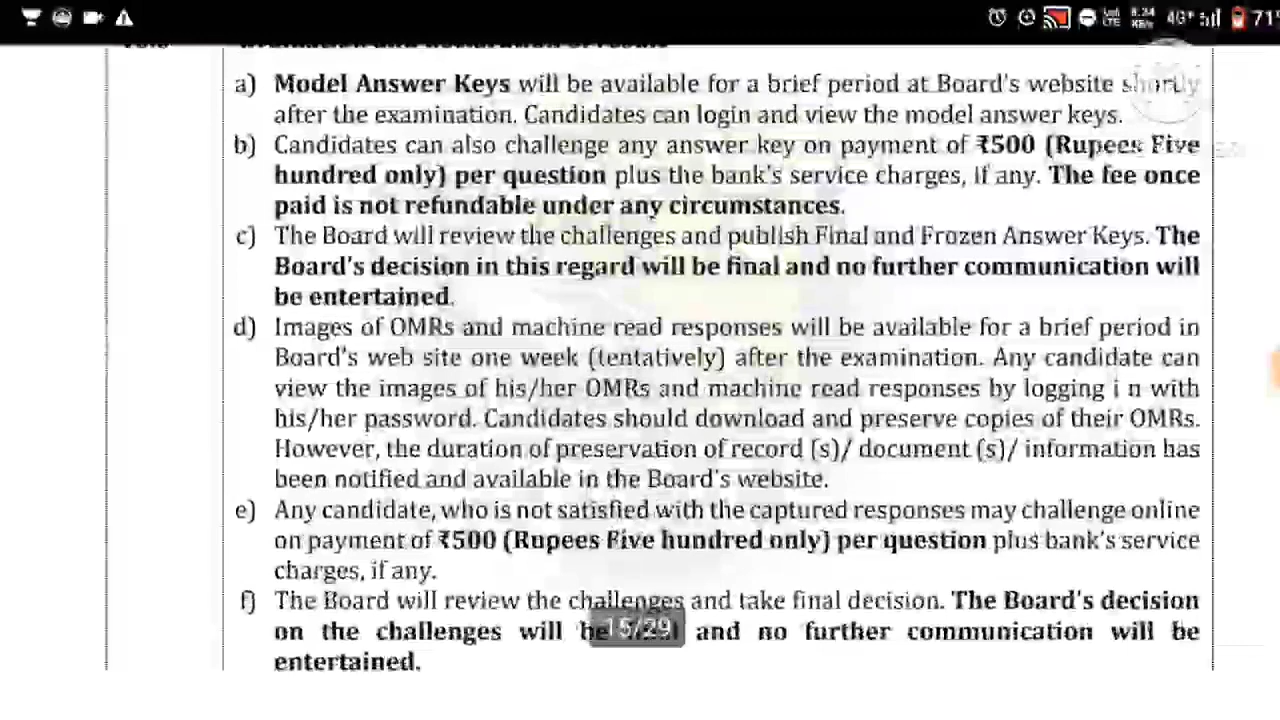 8.24
KB/s
4G+
71
a) Model Answer Keys will be available for a brief period at Board's website shortly
after the examination. Candidates can login and view the model answer keys.
b) Candidates can also challenge any answer key on payment of ₹500 (Rupees Five
hundred only) per question plus the bank's service charges, if any. The fee once
paid is not refundable under any circumstances.
c) The Board will review the challenges and publish Final and Frozen Answer Keys. The
Board's decision in this regard will be final and no further communication will
be entertained.
d) Images of OMRs and machine read responses will be available for a brief period in
Board's web site one week (tentatively) after the examination. Any candidate can
view the images of his/her OMRs and machine read responses by logging i n with
his/her password. Candidates should download and preserve copies of their OMRs.
However, the duration of preservation of record (s)/ document (s)/ information has
been notified and available in the Board's website.
e) Any candidate, who is not satisfied with the captured responses may challenge online
on payment of ₹500 (Rupees Five hundred only) per question plus bank's service
charges, if any.
f) The Board will review the challenges and take final decision. The Board's decision
on the challenges will be and no further communication will be
15/29
entertained.